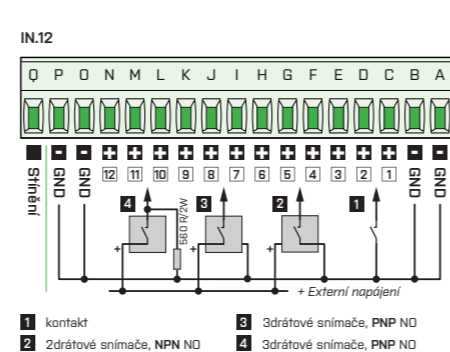 IN.12
Q P O N M L K J I H G F E D C B A
- - + + + + + + + + + + + + - -
Stínění GND GND 12 11 10 9 8 7 6 5 4 3 2 1 GND GND
4 3 2 1
560 R/2W
+ + +
+ Externí napájení
1 kontakt
2 2drátové snímače, NPN NO
3 3drátové snímače, PNP NO
4 3drátové snímače, PNP NO